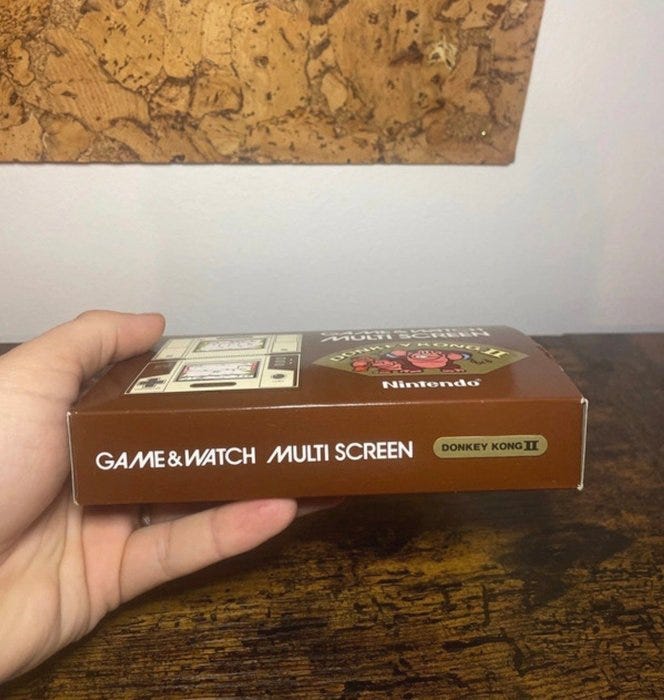 GAME & WATCH
MULTI SCREEN
DONKEY KONG II
Nintendo®
GAME & WATCH MULTI SCREEN DONKEY KONG II